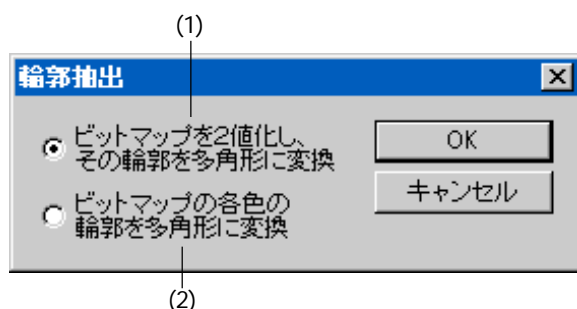 (1)
輪郭抽出
ビットマップを2値化し、
その輪郭を多角形に変換
OK
ビットマップの各色の
輪郭を多角形に変換
キャンセル
(2)